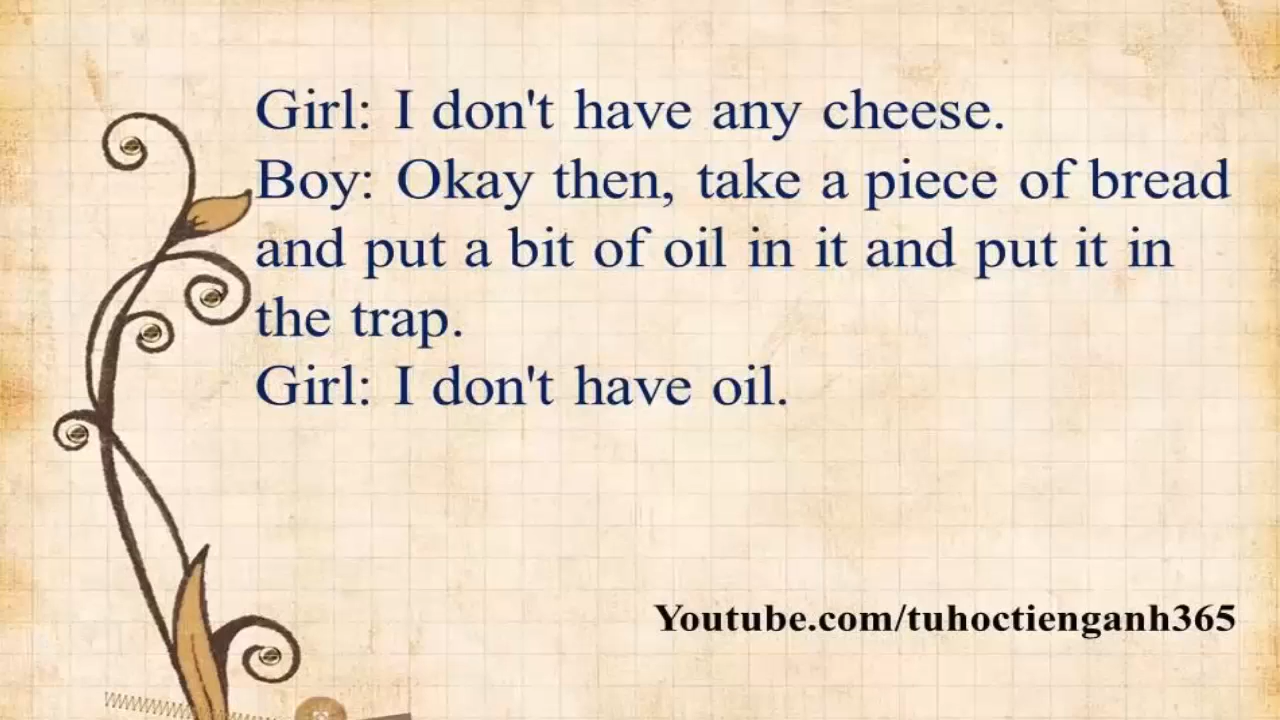 Girl: I don't have any cheese.
Boy: Okay then, take a piece of bread
and put a bit of oil in it and put it in
the trap.
Girl: I don't have oil.
Youtube.com/tuhoctienganh365